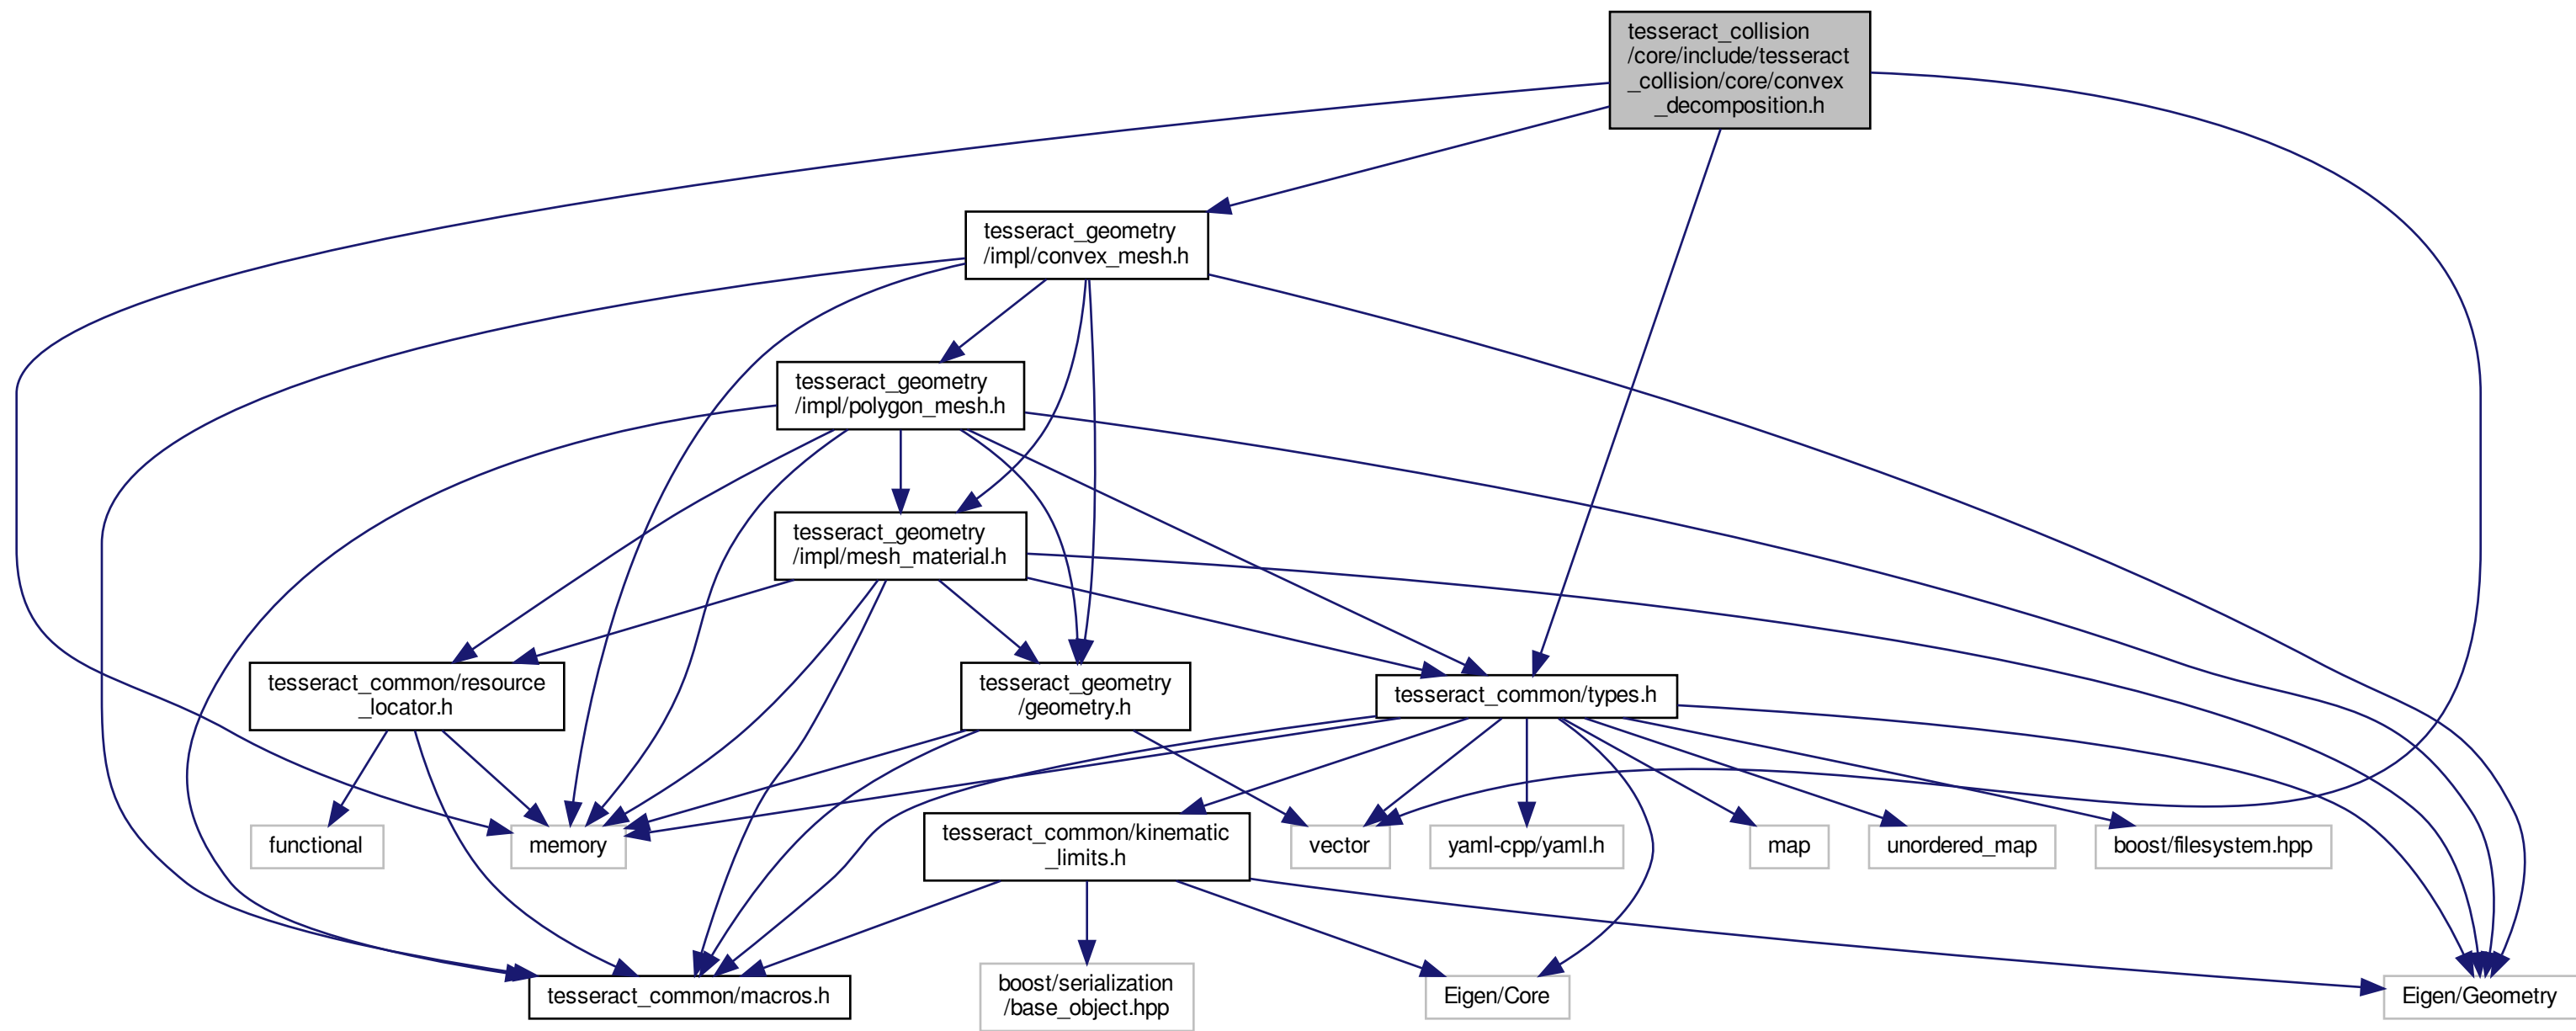 tesseract_collision
/core/include/tesseract
_collision/core/convex
_decomposition.h
tesseract_geometry
/impl/convex_mesh.h
tesseract_geometry
/impl/polygon_mesh.h
tesseract_geometry
/impl/mesh_material.h
tesseract_common/resource
_locator.h
tesseract_geometry
/geometry.h
tesseract_common/types.h
functional
memory
tesseract_common/kinematic
_limits.h
vector
yaml-cpp/yaml.h
map
unordered_map
boost/filesystem.hpp
tesseract_common/macros.h
boost/serialization
/base_object.hpp
Eigen/Core
Eigen/Geometry